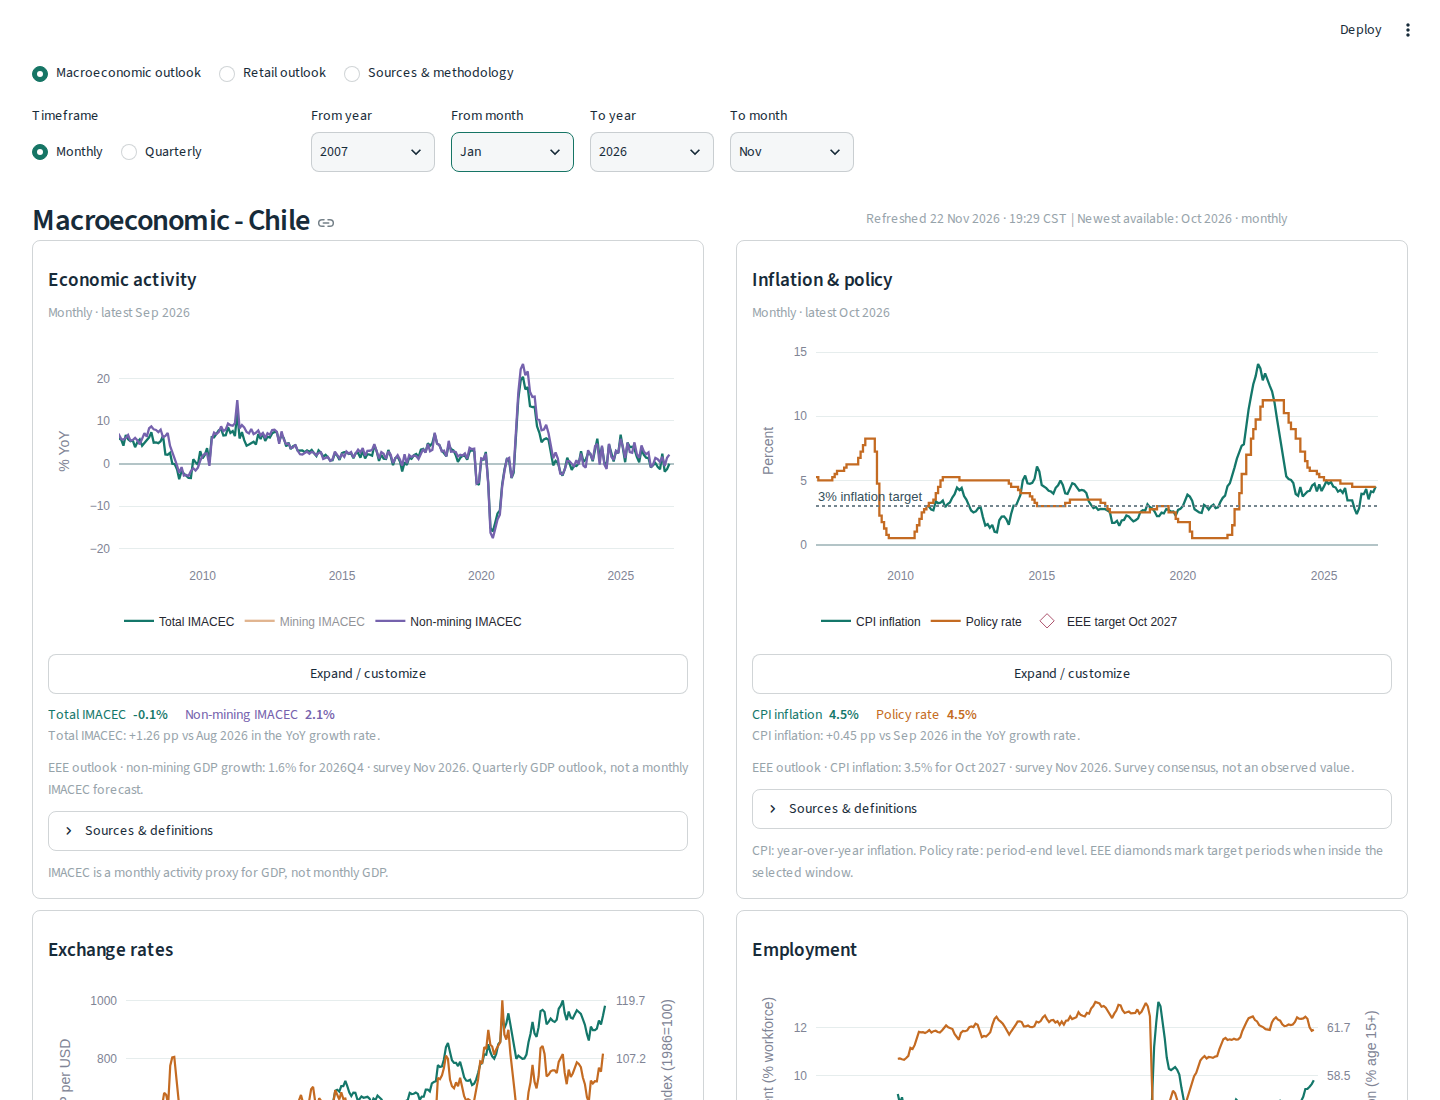 Deploy
Macroeconomic outlook Retail outlook Sources & methodology
Timeframe
Monthly Quarterly
From year From month To year To month
2007 Jan 2026 Nov
Macroeconomic - Chile
Refreshed 22 Nov 2026 · 19:29 CST | Newest available: Oct 2026 · monthly
Economic activity
Monthly · latest Sep 2026
% YoY
20
10
0
−10
−20
2010 2015 2020 2025
Total IMACEC Mining IMACEC Non-mining IMACEC
Expand / customize
Total IMACEC -0.1% Non-mining IMACEC 2.1%
Total IMACEC: +1.26 pp vs Aug 2026 in the YoY growth rate.
EEE outlook · non-mining GDP growth: 1.6% for 2026Q4 · survey Nov 2026. Quarterly GDP outlook, not a monthly
IMACEC forecast.
Sources & definitions
IMACEC is a monthly activity proxy for GDP, not monthly GDP.
Inflation & policy
Monthly · latest Oct 2026
Percent
15
10
5
0
3% inflation target
2010 2015 2020 2025
CPI inflation Policy rate EEE target Oct 2027
Expand / customize
CPI inflation 4.5% Policy rate 4.5%
CPI inflation: +0.45 pp vs Sep 2026 in the YoY growth rate.
EEE outlook · CPI inflation: 3.5% for Oct 2027 · survey Nov 2026. Survey consensus, not an observed value.
Sources & definitions
CPI: year-over-year inflation. Policy rate: period-end level. EEE diamonds mark target periods when inside the
selected window.
Exchange rates
per USD
1000
800
119.7
107.2
(1986=100)
Employment
(% workforce)
12
10
61.7
58.5
(% age 15+)